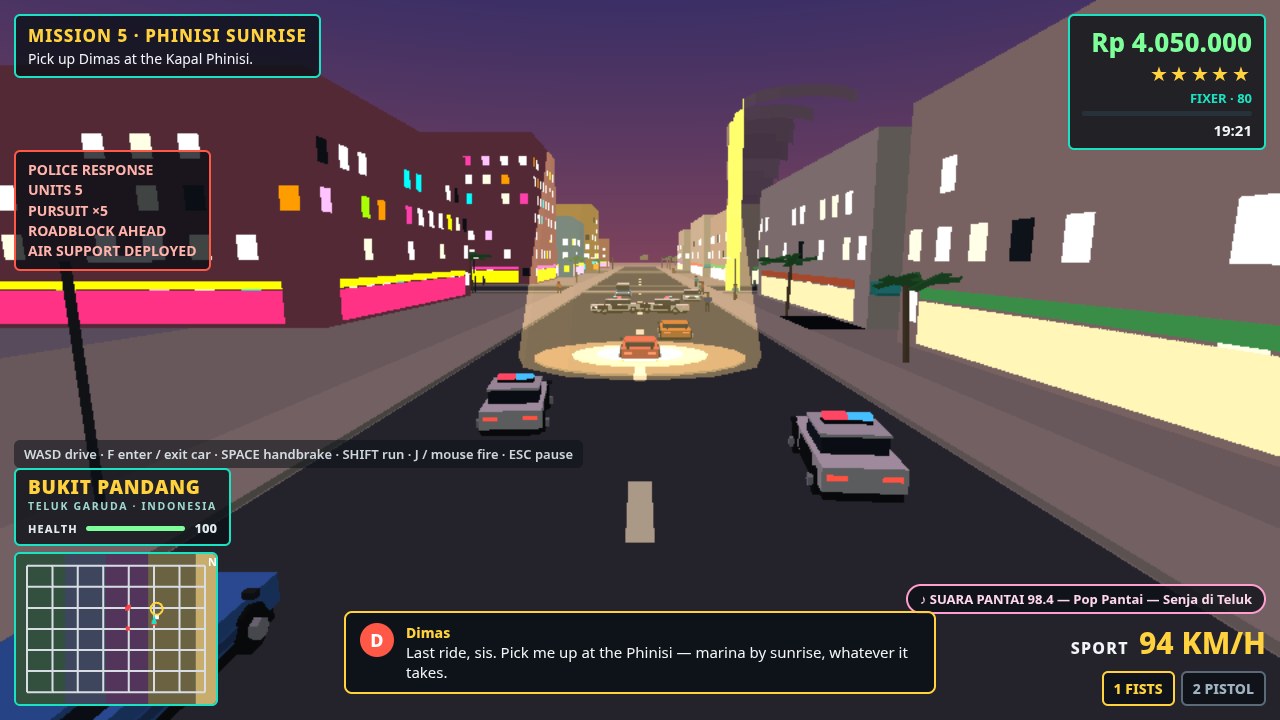 MISSION 5 · PHINISI SUNRISE
Pick up Dimas at the Kapal Phinisi.
Rp 4.050.000
★★★★★
FIXER · 80
19:21
POLICE RESPONSE
UNITS 5
PURSUIT ×5
ROADBLOCK AHEAD
AIR SUPPORT DEPLOYED
WASD drive · F enter / exit car · SPACE handbrake · SHIFT run · J / mouse fire · ESC pause
BUKIT PANDANG
TELUK GARUDA · INDONESIA
HEALTH 100
N
♪ SUARA PANTAI 98.4 — Pop Pantai — Senja di Teluk
D
Dimas
Last ride, sis. Pick me up at the Phinisi — marina by sunrise, whatever it
takes.
SPORT 94 KM/H
1 FISTS
2 PISTOL